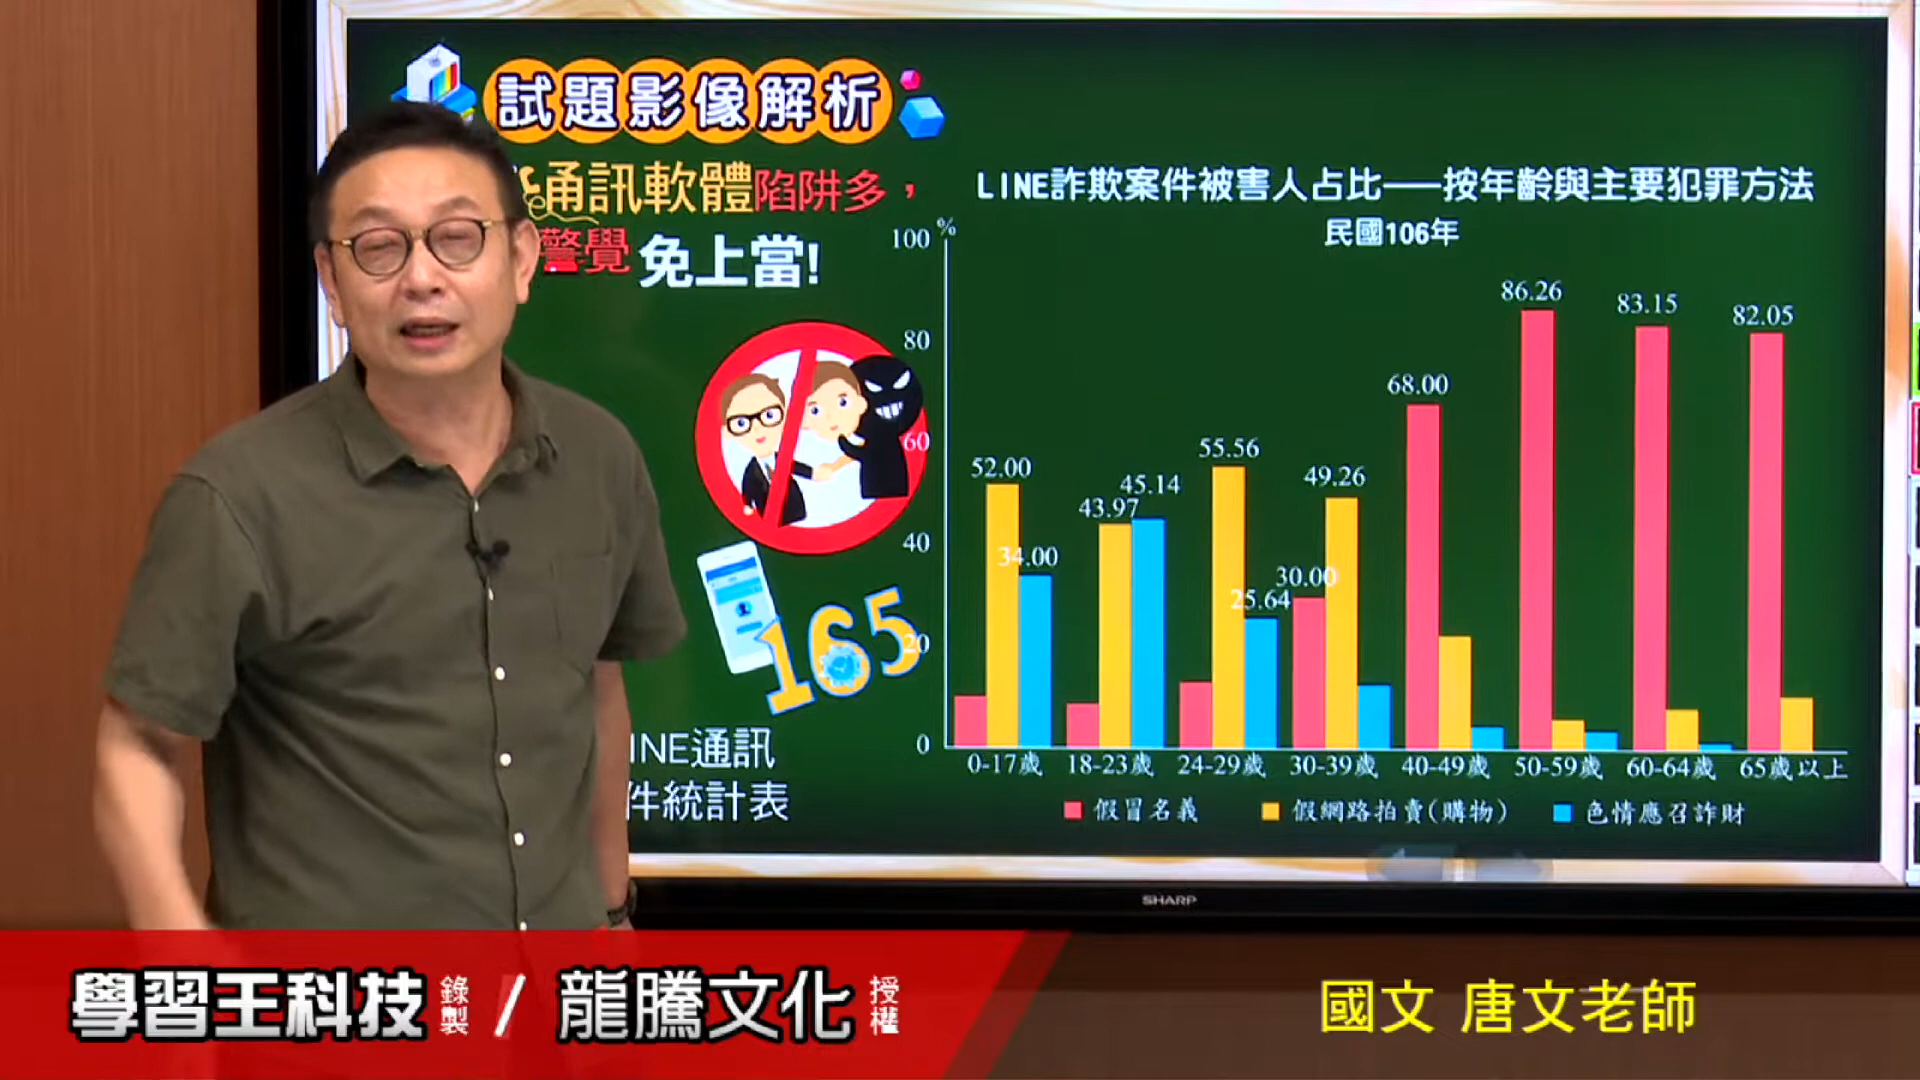 試題影像解析
通訊軟體陷阱多，
警覺 免上當!
165
INE通訊
件統計表
LINE詐欺案件被害人占比——按年齡與主要犯罪方法
民國106年
%
100
80
60
40
20
0
52.00
34.00
43.97
45.14
55.56
25.64
30.00
49.26
68.00
86.26
83.15
82.05
0-17歲 18-23歲 24-29歲 30-39歲 40-49歲 50-59歲 60-64歲 65歲以上
假冒名義 假網路拍賣(購物) 色情應召詐財
SHARP
學習王科技 錄製 / 龍騰文化 授權
國文 唐文老師